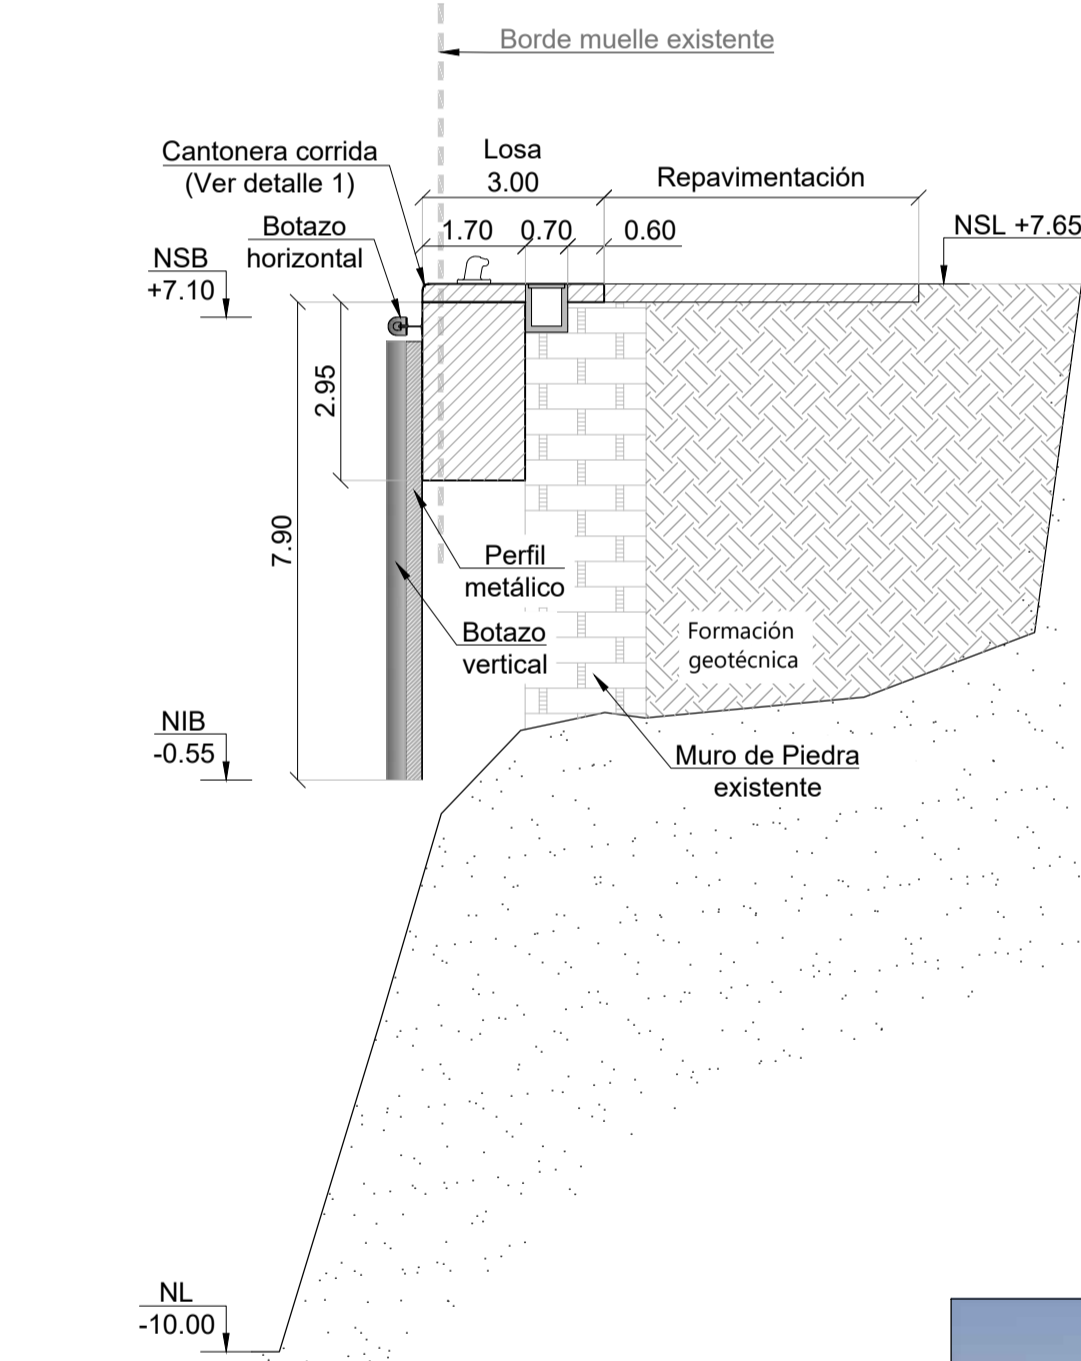 Borde muelle existente
Cantonera corrida
(Ver detalle 1)
Losa
3.00
Repavimentación
Botazo
horizontal
1.70
0.70
0.60
NSL +7.65
NSB
+7.10
2.95
7.90
Perfil
metálico
Botazo
vertical
Formación
geotécnica
NIB
-0.55
Muro de Piedra
existente
NL
-10.00